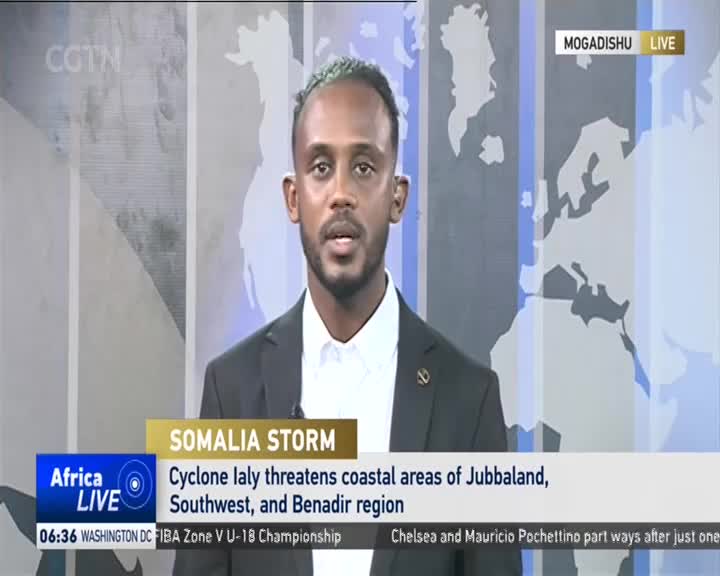 CGTN
MOGADISHU LIVE
SOMALIA STORM
Cyclone Ialy threatens coastal areas of Jubbaland,
Southwest, and Benadir region
Africa
LIVE
06:36 WASHINGTON DC FIBA Zone V U-18 Championship Chelsea and Mauricio Pochettino part ways after just one